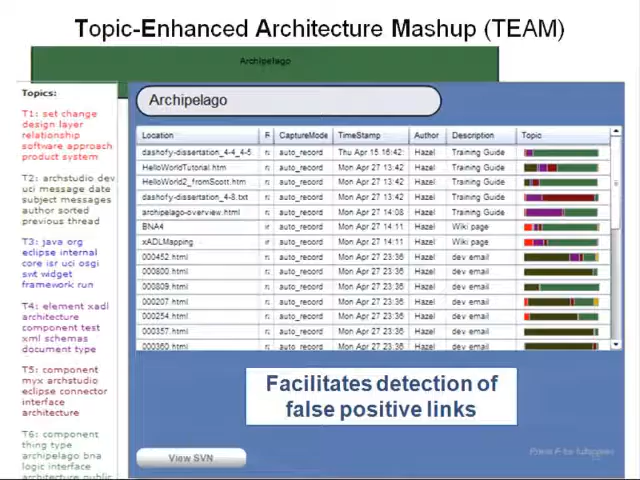 Topic-Enhanced Architecture Mashup (TEAM)
Archipelago
Topics:
T1: set change
design layer
relationship
software approach
product system
T2: archstudio dev
uci message date
subject messages
author sorted
previous thread
T3: java org
eclipse internal
core isr uci osgi
swt widget
framework run
T4: element xadl
architecture
component test
xml schemas
document type
T5: component
myx archstudio
eclipse connector
interface
architecture
T6: component
thing type
archipelago bna
logic interface
architecture public
Archipelago
Location CaptureMode TimeStamp Author Description Topic
dashofy-dissertation_4-4_4-5 auto_record Thu Apr 15 16:42: Hazel Training Guide
HelloWorldTutorial.htm auto_record Mon Apr 27 13:42 Hazel Training Guide
HelloWorld2_fromScott.htm auto_record Mon Apr 27 13:42 Hazel Training Guide
dashofy-dissertation_4-8.txt auto_record Mon Apr 27 13:42 Hazel Training Guide
archipelago-overview.html auto_record Mon Apr 27 14:08 Hazel Training Guide
BNA4 auto_record Mon Apr 27 14:11 Hazel Wiki page
xADLMapping auto_record Mon Apr 27 14:11 Hazel Wiki page
000452.html auto_record Mon Apr 27 23:36 Hazel dev email
000800.html auto_record Mon Apr 27 23:36 Hazel dev email
000809.html auto_record Mon Apr 27 23:36 Hazel dev email
000207 auto_record Mon Apr 27 23:36 Hazel dev email
000254 auto_record Mon Apr 27 23:36 Hazel dev email
000357.html auto_record Mon Apr 27 23:36 Hazel dev email
000360.html auto_record Mon Apr 27 23:36 Hazel dev email
Facilitates detection of
false positive links
View SVN